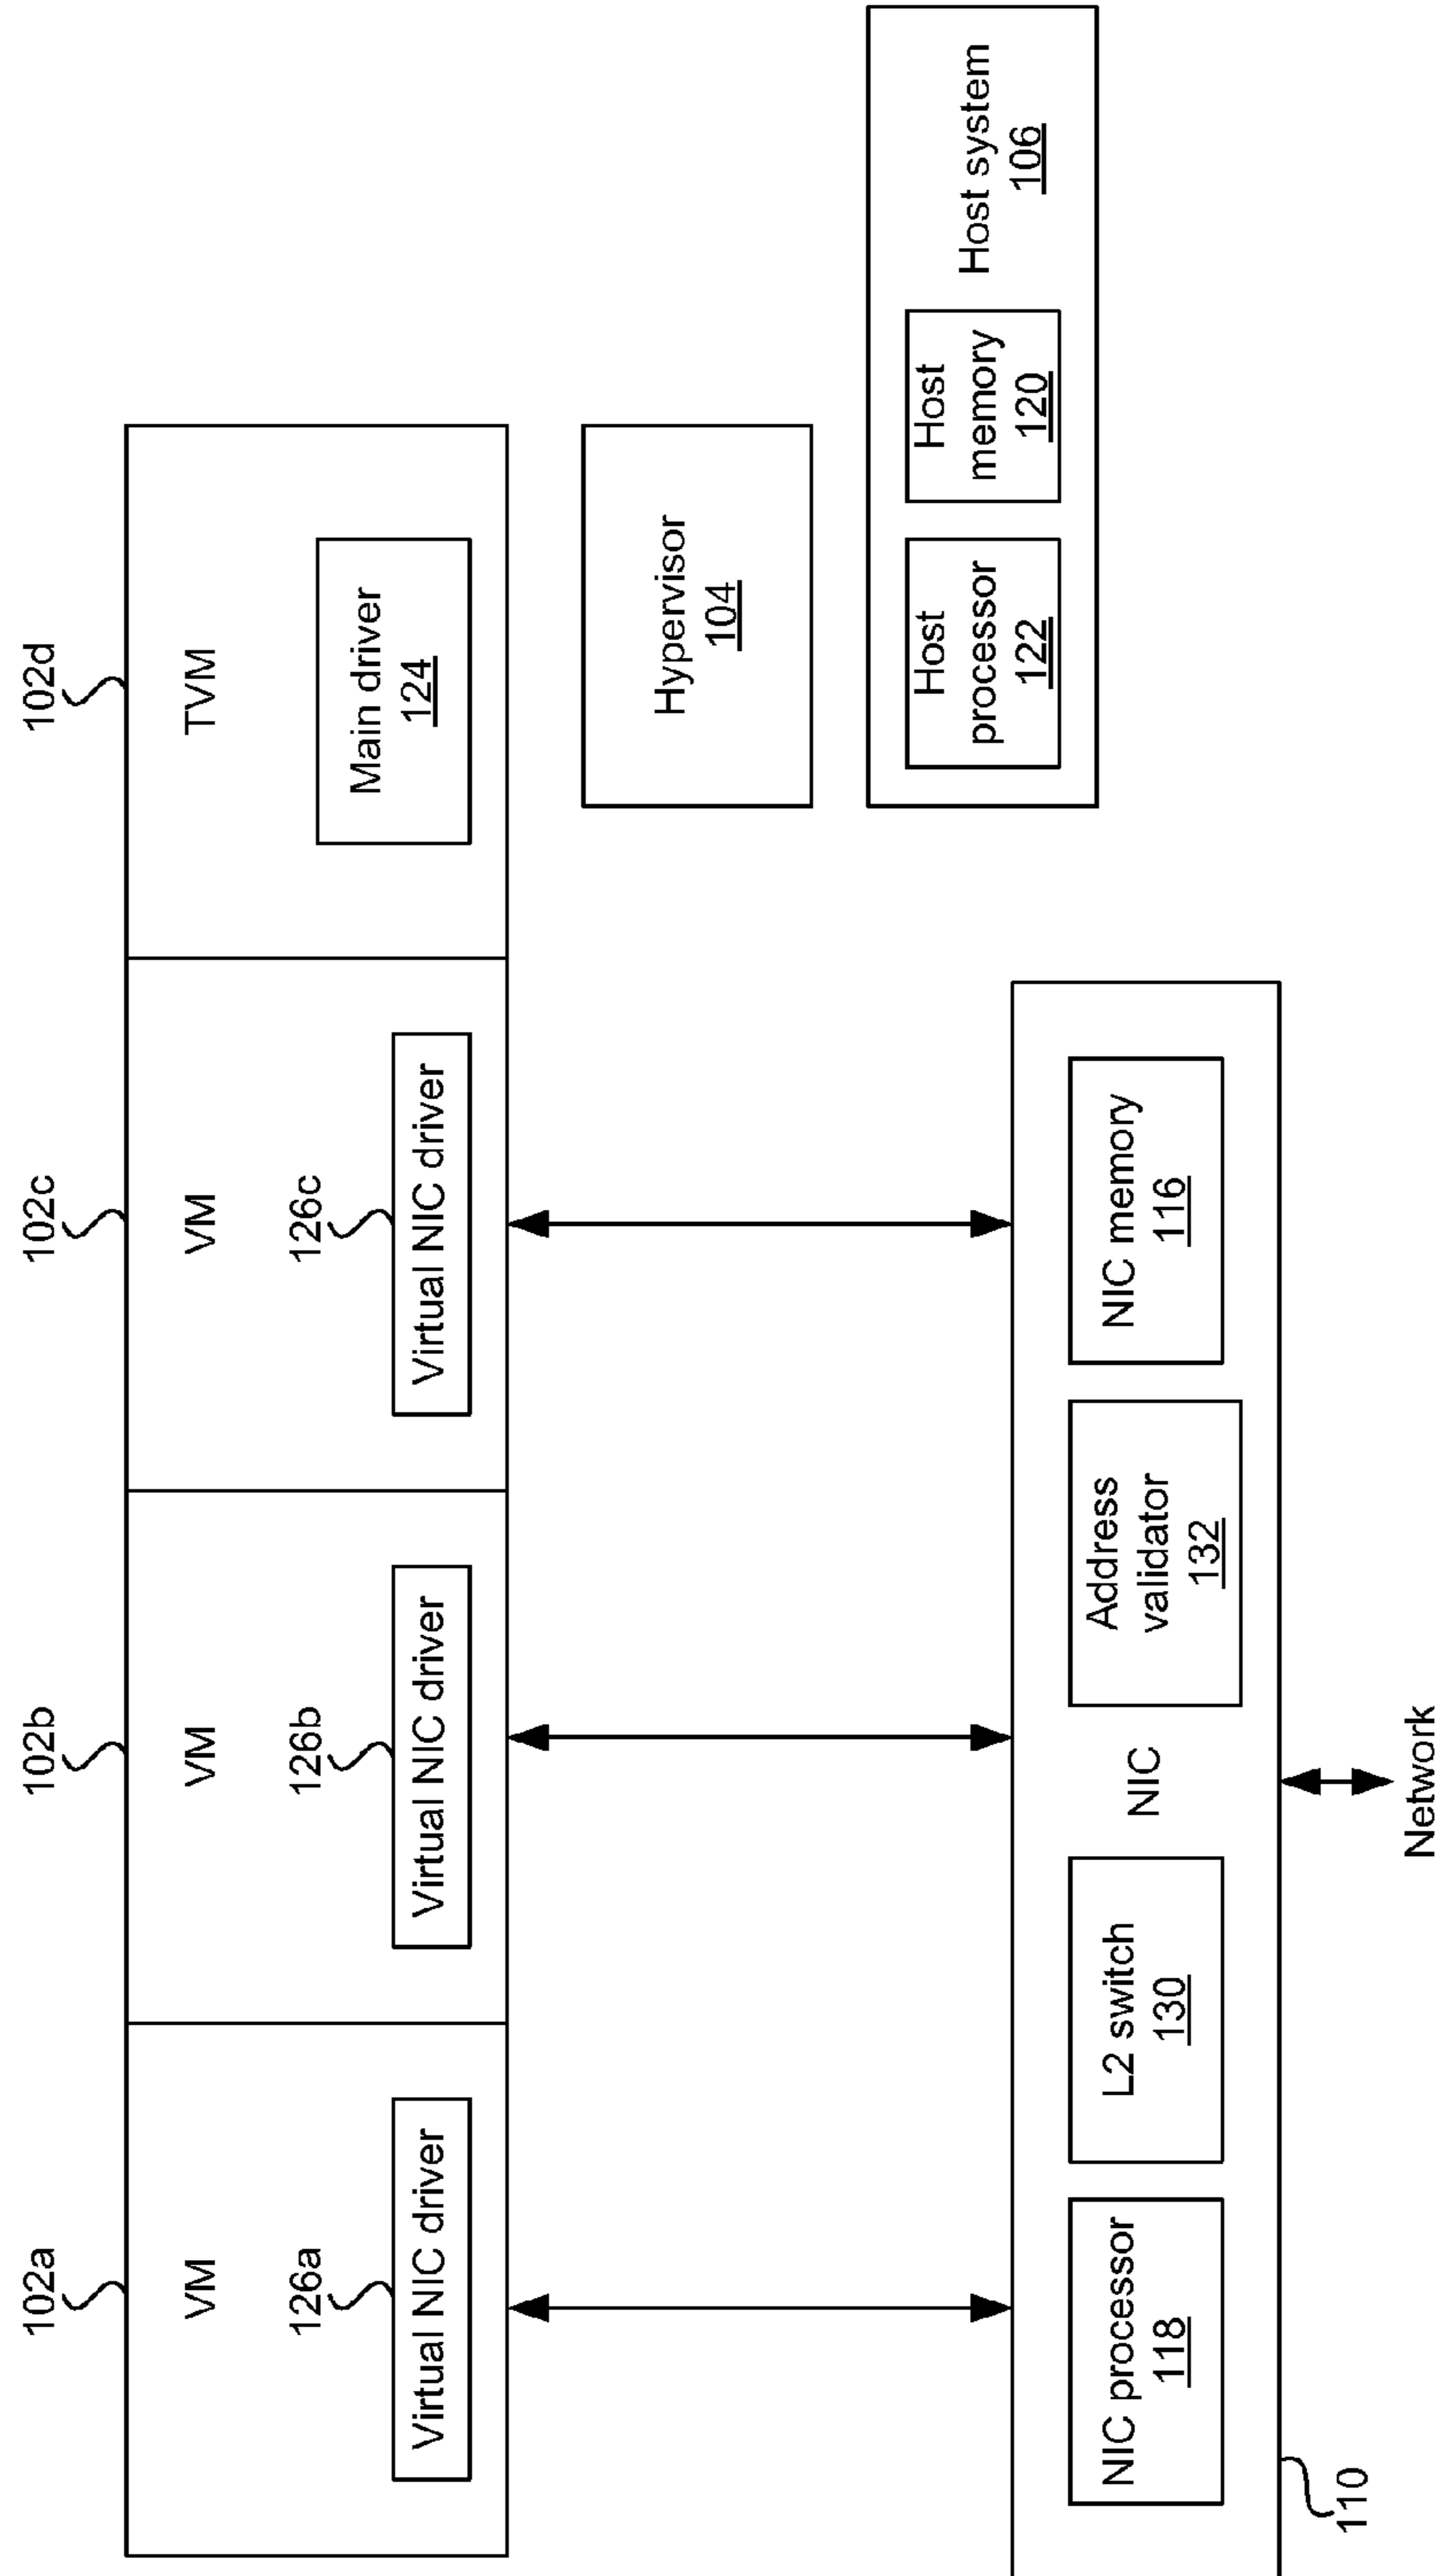 102a
102b
102c
102d
VM
VM
VM
TVM
126a
126b
126c
Virtual NIC driver
Virtual NIC driver
Virtual NIC driver
Main driver
124
Hypervisor
104
Host
processor
122
Host
memory
120
Host system
106
NIC processor
118
L2 switch
130
NIC
Address
validator
132
NIC memory
116
110
Network